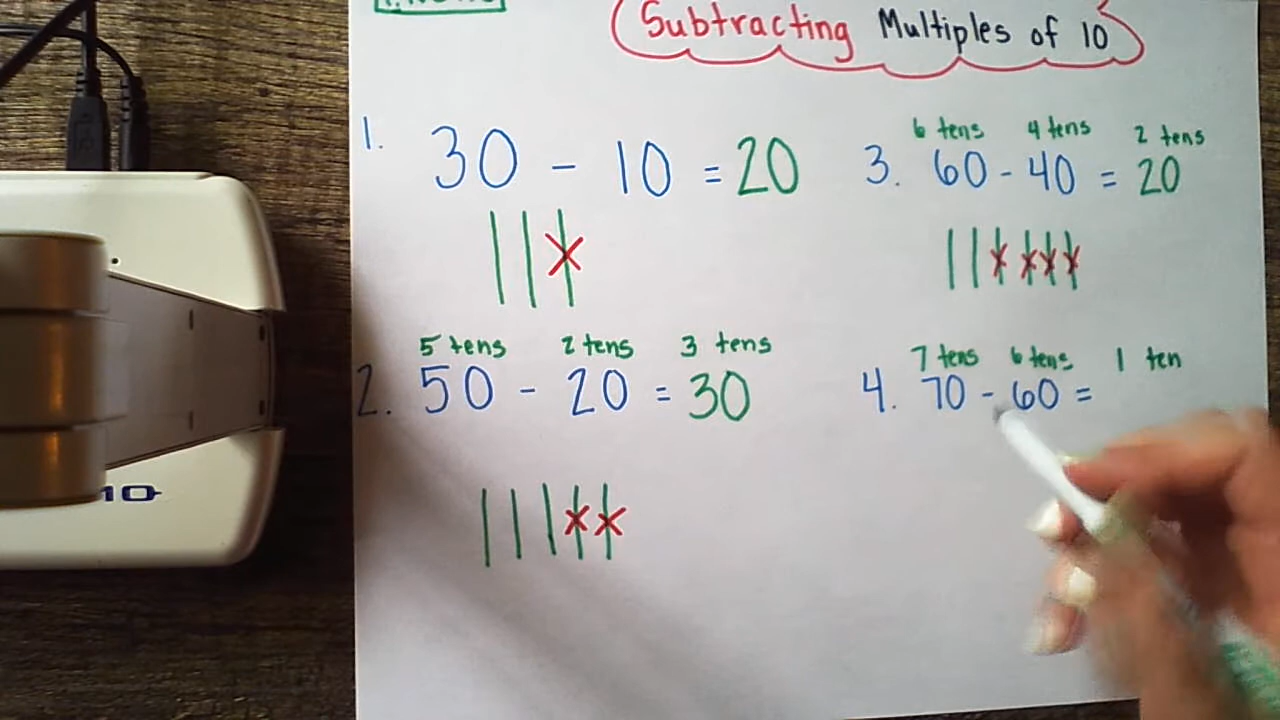 Subtracting Multiples of 10
1. 30 - 10 = 20
5 tens 2 tens 3 tens
2. 50 - 20 = 30
6 tens 4 tens 2 tens
3. 60 - 40 = 20
7 tens 6 tens 1 ten
4. 70 - 60 =